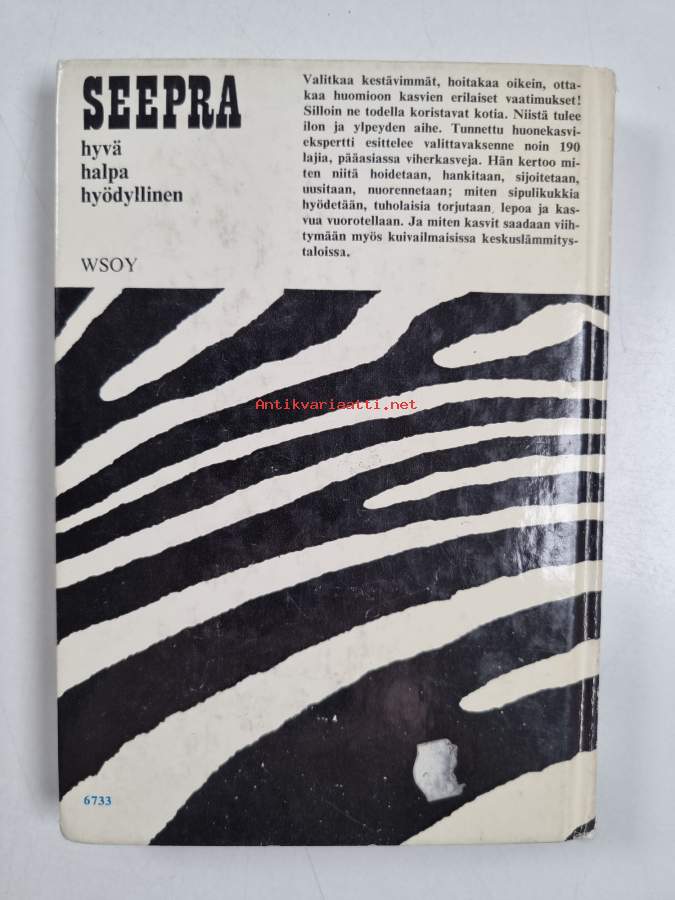 SEEPRA
hyvä
halpa
hyödyllinen
WSOY
Valitkaa kestävimmät, hoitakaa oikein, otta-
kaa huomioon kasvien erilaiset vaatimukset!
Silloin ne todella koristavat kotia. Niistä tulee
ilon ja ylpeyden aihe. Tunnettu huonekasvi-
ekspertti esittelee valittavaksenne noin 190
lajia, pääasiassa viherkasveja. Hän kertoo mi-
ten niitä hoidetaan, hankitaan, sijoitetaan,
uusitaan, nuorennetaan; miten sipulikukkia
hyödetään, tuholaisia torjutaan, lepoa ja kas-
vua vuorotellaan. Ja miten kasvit saadaan viih-
tymään myös kuivailmaisissa keskuslämmitys-
taloissa.
Antikvariaatti.net
6733